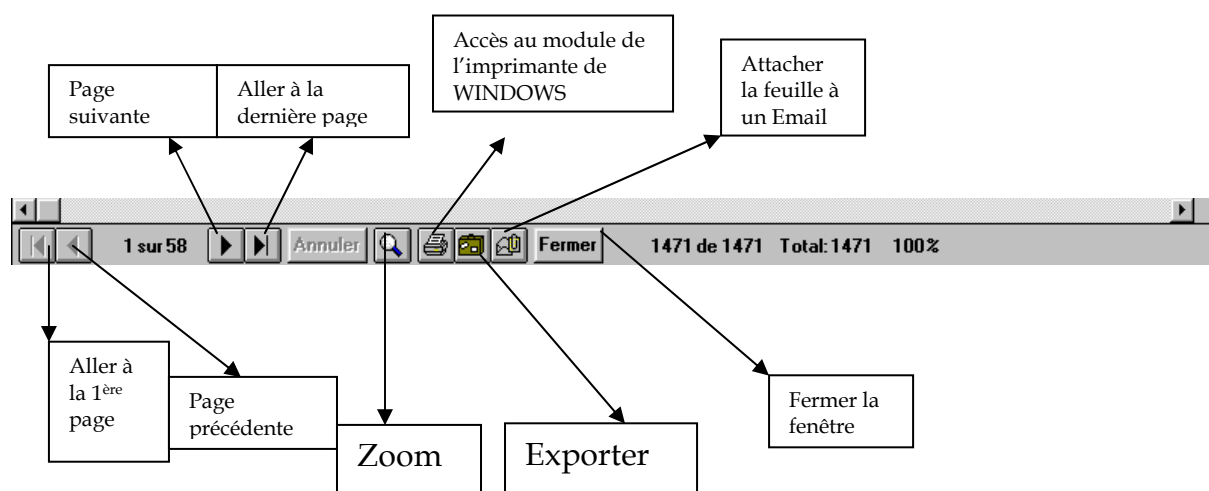 Accès au module de
l'imprimante de
WINDOWS
Attacher
la feuille à
un Email
Page
suivante
Aller à la
dernière page
1 sur 58 Annuler Fermer 1471 de 1471 Total:1471 100%
Aller à
la 1ère
page
Page
précédente
Zoom
Exporter
Fermer la
fenêtre